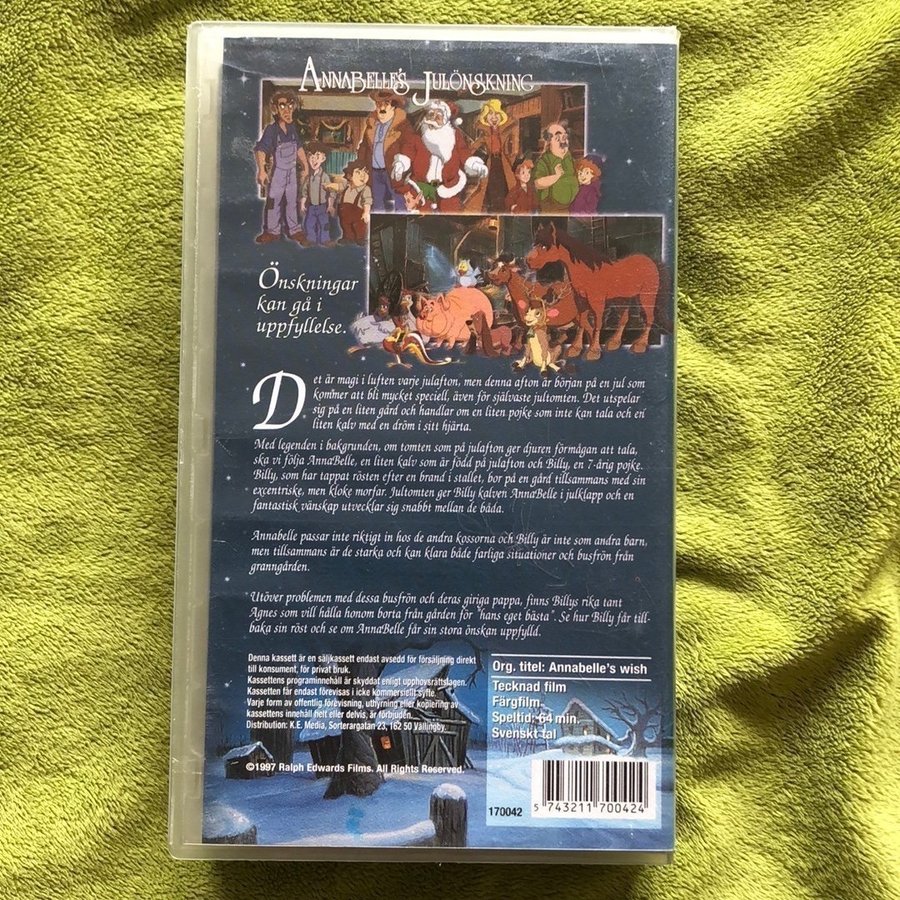 AnnaBelle's Julönskning
Önskningar
kan gå i
uppfyllelse.
Det är magi i luften varje julafton, men denna afton är början på en jul som
kommer att bli mycket speciell, även för självaste jultomten. Det utspelar
sig på en liten gård och handlar om en liten pojke som inte kan tala och en
liten kalv med en dröm i sitt hjärta.
Med legenden i bakgrunden, om tomten som på julafton ger djuren förmågan att tala,
ska vi följa AnnaBelle, en liten kalv som är född på julafton och Billy, en 7-årig pojke.
Billy, som har tappat rösten efter en brand i stallet, bor på en gård tillsammans med sin
excentriske, men kloke morfar. Jultomten ger Billy kalven AnnaBelle i julklapp och en
fantastisk vänskap utvecklar sig snabbt mellan de båda.
Annabelle passar inte riktigt in hos de andra kossorna och Billy är inte som andra barn,
men tillsammans är de starka och kan klara både farliga situationer och busfrön från
granngården.
Utöver problemen med dessa busfrön och deras giriga pappa, finns Billys rika tant
Agnes som vill hålla honom borta från gården för "hans eget bästa". Se hur Billy får till-
baka sin röst och se om AnnaBelle får sin stora önskan uppfylld.
Denna kassett är en säljkassett endast avsedd för försäljning direkt
till konsument, för privat bruk.
Kassettens programinnehåll är skyddat enligt upphovsrättslagen.
Kassetten får endast förevisas i icke kommersiellt syfte.
Varje form av offentlig förevisning, uthyrning eller kopiering av
kassettens innehåll helt eller delvis, är förbjuden.
Distribution: K.E. Media, Sorterargatan 23, 162 50 Vällingby.
©1997 Ralph Edwards Films. All Rights Reserved.
Org. titel: Annabelle's wish
Tecknad film
Färgfilm
Speltid: 64 min.
Svenskt tal
170042
5 743211 700424